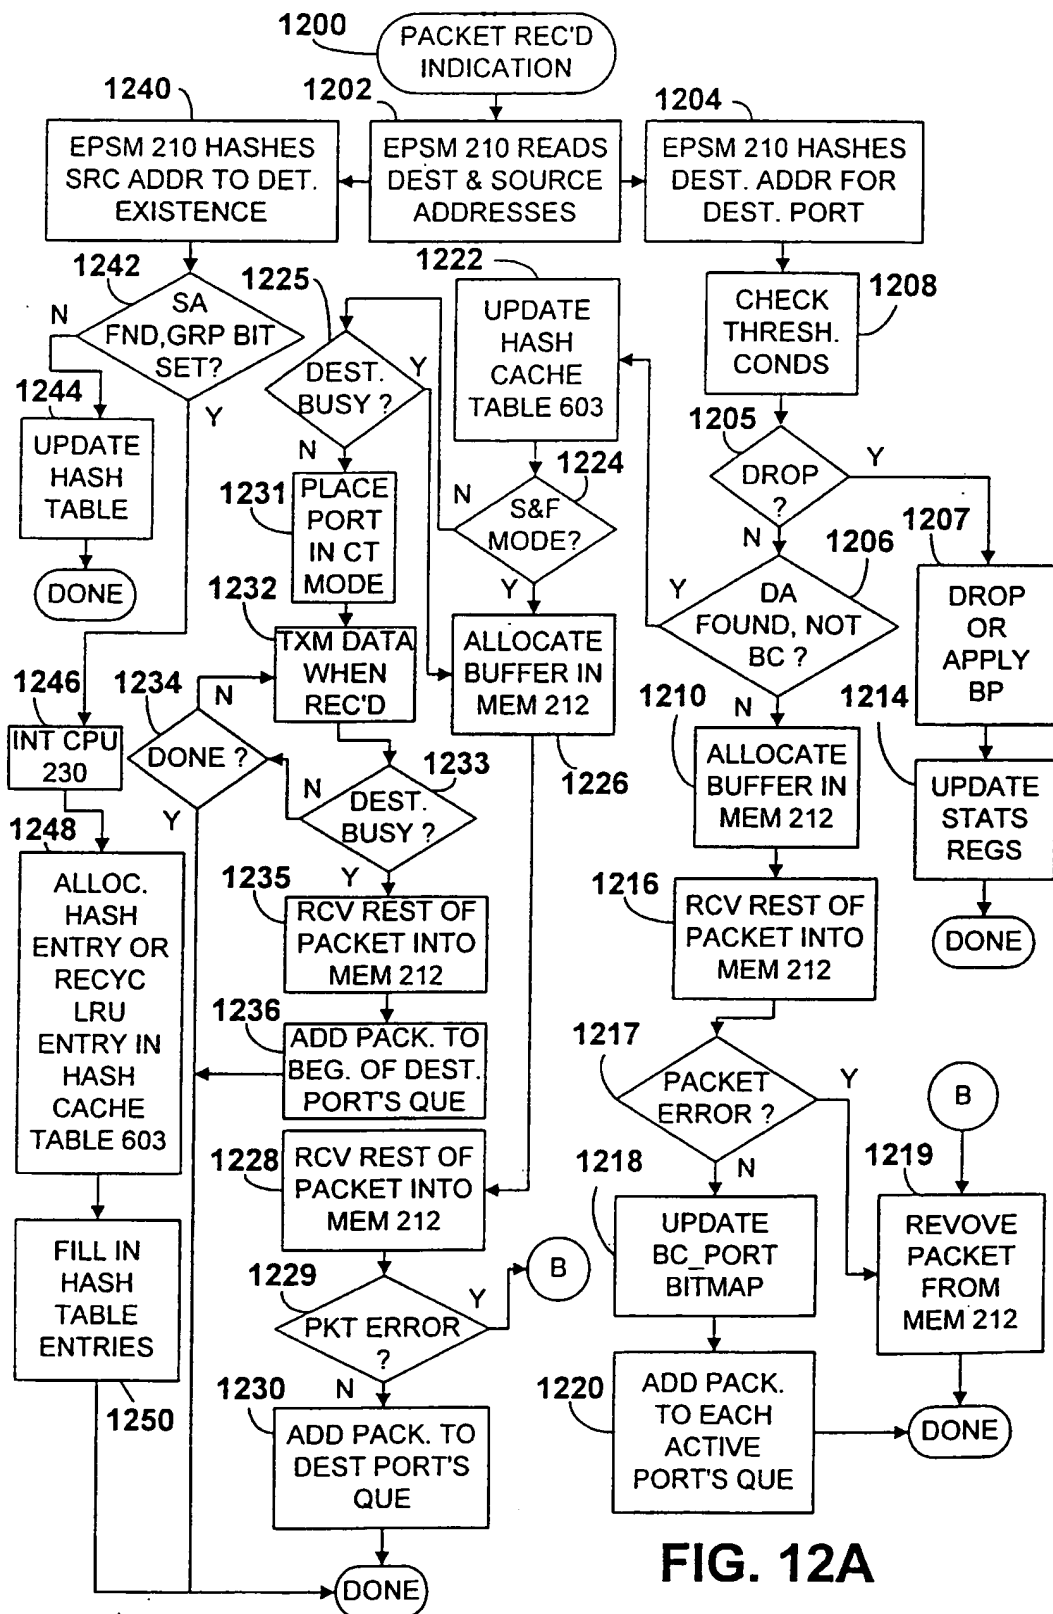 1200
PACKET REC'D
INDICATION
1240
1202
1204
EPSM 210 HASHES
SRC ADDR TO DET.
EXISTENCE
EPSM 210 READS
DEST & SOURCE
ADDRESSES
EPSM 210 HASHES
DEST. ADDR FOR
DEST. PORT
1242
SA
FND,GRP BIT
SET?
N
Y
1244
UPDATE
HASH
TABLE
DONE
1246
INT CPU
230
1248
ALLOC.
HASH
ENTRY OR
RECYC
LRU
ENTRY IN
HASH
CACHE
TABLE 603
FILL IN
HASH
TABLE
ENTRIES
1250
1225
DEST.
BUSY ?
Y
N
1231
PLACE
PORT
IN CT
MODE
1232
TXM DATA
WHEN
REC'D
1234
DONE ?
N
Y
1233
DEST.
BUSY ?
N
Y
1235
RCV REST OF
PACKET INTO
MEM 212
1236
ADD PACK. TO
BEG. OF DEST.
PORT'S QUE
1222
UPDATE
HASH
CACHE
TABLE 603
1224
S&F
MODE?
N
Y
ALLOCATE
BUFFER IN
MEM 212
1226
1228
RCV REST OF
PACKET INTO
MEM 212
1229
PKT ERROR
?
Y
N
B
1230
ADD PACK. TO
DEST PORT'S
QUE
DONE
1208
CHECK
THRESH.
CONDS
1205
DROP
?
Y
N
1207
DROP
OR
APPLY
BP
1214
UPDATE
STATS
REGS
DONE
1206
DA
FOUND, NOT
BC ?
Y
N
1210
ALLOCATE
BUFFER IN
MEM 212
1216
RCV REST OF
PACKET INTO
MEM 212
1217
PACKET
ERROR ?
Y
N
B
1218
UPDATE
BC_PORT
BITMAP
1219
REVOVE
PACKET
FROM
MEM 212
1220
ADD PACK.
TO EACH
ACTIVE
PORT'S QUE
DONE
FIG. 12A